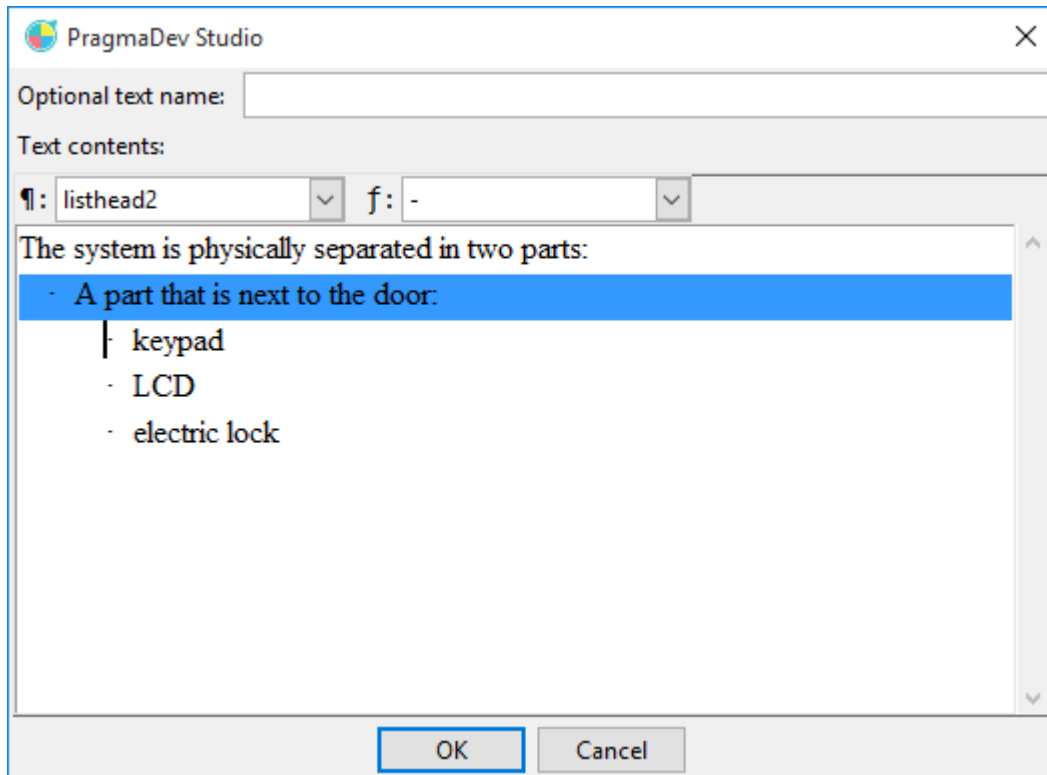 PragmaDev Studio
Optional text name:
Text contents:
¶: listhead2 ƒ: -
The system is physically separated in two parts:
· A part that is next to the door:
· keypad
· LCD
· electric lock
OK Cancel